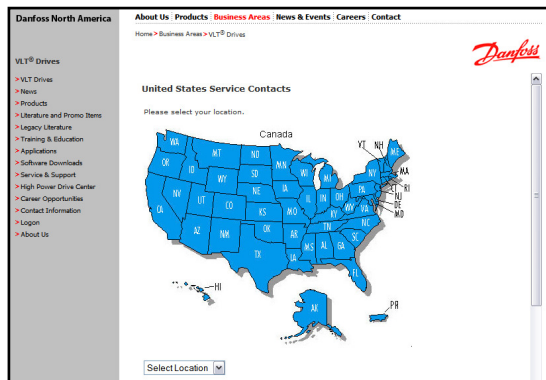 Danfoss North America
About Us Products Business Areas News & Events Careers Contact
Home > Business Areas > VLT® Drives
Danfoss
VLT® Drives
> VLT Drives
> News
> Products
> Literature and Promo Items
> Legacy Literature
> Training & Education
> Applications
> Software Downloads
> Service & Support
> High Power Drive Center
> Career Opportunities
> Contact Information
> Logon
> About Us
United States Service Contacts
Please select your location.
Canada
WA MT ND MN VT NH ME
OR ID WY SD WI MI NY MA
NV UT CO NE IA IL IN OH PA CT RI
NJ
DE
MD
CA KS MO KY WV VA
AZ NM OK AR TN NC
TX LA MS AL GA SC
FL
HI
AK
PR
Select Location